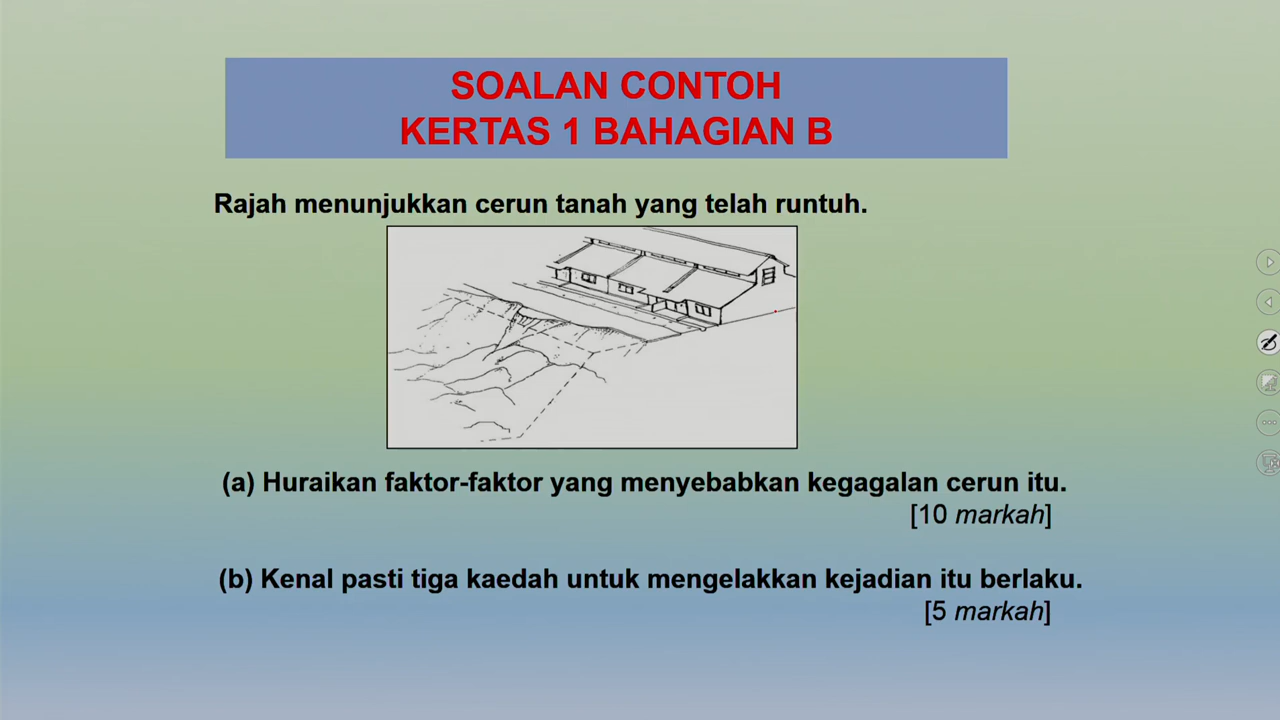 SOALAN CONTOH
KERTAS 1 BAHAGIAN B
Rajah menunjukkan cerun tanah yang telah runtuh.
(a) Huraikan faktor-faktor yang menyebabkan kegagalan cerun itu.
[10 markah]
(b) Kenal pasti tiga kaedah untuk mengelakkan kejadian itu berlaku.
[5 markah]